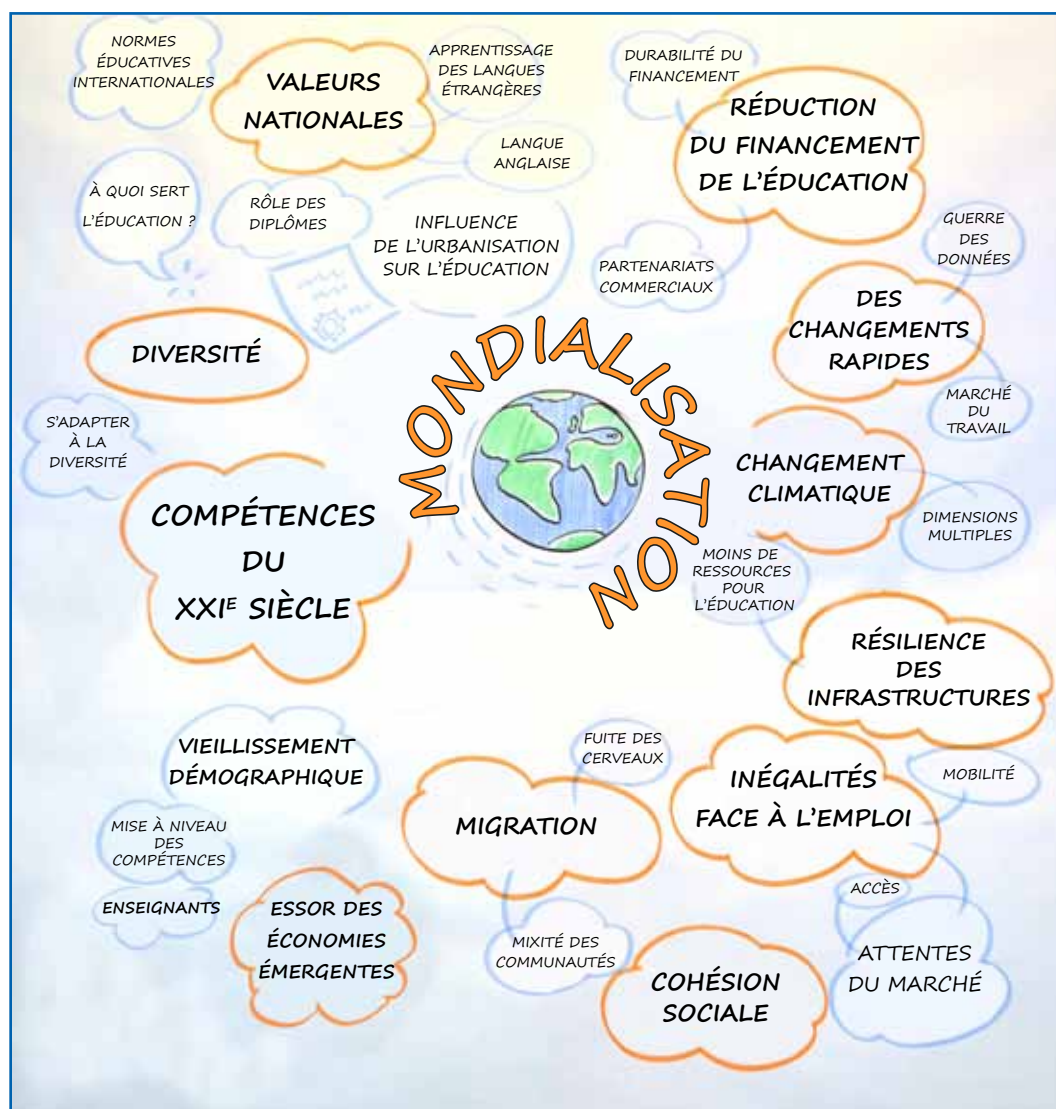 NORMES
ÉDUCATIVES
INTERNATIONALES
VALEURS
NATIONALES
APPRENTISSAGE
DES LANGUES
ÉTRANGÈRES
LANGUE
ANGLAISE
DURABILITÉ DU
FINANCEMENT
RÉDUCTION
DU FINANCEMENT
DE L'ÉDUCATION
À QUOI SERT
L'ÉDUCATION ?
RÔLE DES
DIPLÔMES
INFLUENCE
DE L'URBANISATION
SUR L'ÉDUCATION
PARTENARIATS
COMMERCIAUX
GUERRE
DES
DONNÉES
DES
CHANGEMENTS
RAPIDES
MARCHÉ
DU
TRAVAIL
DIVERSITÉ
S'ADAPTER
À LA
DIVERSITÉ
MONDIALISATION
CHANGEMENT
CLIMATIQUE
DIMENSIONS
MULTIPLES
COMPÉTENCES
DU
XXIE SIÈCLE
MOINS DE
RESSOURCES
POUR
L'ÉDUCATION
RÉSILIENCE
DES
INFRASTRUCTURES
VIEILLISSEMENT
DÉMOGRAPHIQUE
FUITE DES
CERVEAUX
MIGRATION
INÉGALITÉS
FACE À L'EMPLOI
MOBILITÉ
MISE À NIVEAU
DES
COMPÉTENCES
ENSEIGNANTS
ESSOR DES
ÉCONOMIES
ÉMERGENTES
MIXITÉ DES
COMMUNAUTÉS
COHÉSION
SOCIALE
ACCÈS
ATTENTES
DU MARCHÉ